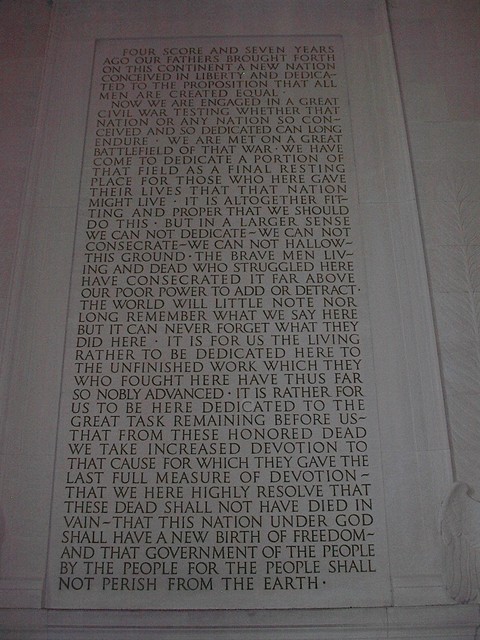 FOUR SCORE AND SEVEN YEARS
AGO OUR FATHERS BROUGHT FORTH
ON THIS CONTINENT A NEW NATION
CONCEIVED IN LIBERTY AND DEDICA~
TED TO THE PROPOSITION THAT ALL
MEN ARE CREATED EQUAL ·
NOW WE ARE ENGAGED IN A GREAT
CIVIL WAR TESTING WHETHER THAT
NATION OR ANY NATION SO CON~
CEIVED AND SO DEDICATED CAN LONG
ENDURE · WE ARE MET ON A GREAT
BATTLEFIELD OF THAT WAR · WE HAVE
COME TO DEDICATE A PORTION OF
THAT FIELD AS A FINAL RESTING
PLACE FOR THOSE WHO HERE GAVE
THEIR LIVES THAT THAT NATION
MIGHT LIVE · IT IS ALTOGETHER FIT~
TING AND PROPER THAT WE SHOULD
DO THIS · BUT IN A LARGER SENSE
WE CAN NOT DEDICATE~WE CAN NOT
CONSECRATE~WE CAN NOT HALLOW~
THIS GROUND · THE BRAVE MEN LIV~
ING AND DEAD WHO STRUGGLED HERE
HAVE CONSECRATED IT FAR ABOVE
OUR POOR POWER TO ADD OR DETRACT ·
THE WORLD WILL LITTLE NOTE NOR
LONG REMEMBER WHAT WE SAY HERE
BUT IT CAN NEVER FORGET WHAT THEY
DID HERE · IT IS FOR US THE LIVING
RATHER TO BE DEDICATED HERE TO
THE UNFINISHED WORK WHICH THEY
WHO FOUGHT HERE HAVE THUS FAR
SO NOBLY ADVANCED · IT IS RATHER FOR
US TO BE HERE DEDICATED TO THE
GREAT TASK REMAINING BEFORE US~
THAT FROM THESE HONORED DEAD
WE TAKE INCREASED DEVOTION TO
THAT CAUSE FOR WHICH THEY GAVE THE
LAST FULL MEASURE OF DEVOTION~
THAT WE HERE HIGHLY RESOLVE THAT
THESE DEAD SHALL NOT HAVE DIED IN
VAIN~THAT THIS NATION UNDER GOD
SHALL HAVE A NEW BIRTH OF FREEDOM~
AND THAT GOVERNMENT OF THE PEOPLE
BY THE PEOPLE FOR THE PEOPLE SHALL
NOT PERISH FROM THE EARTH ·